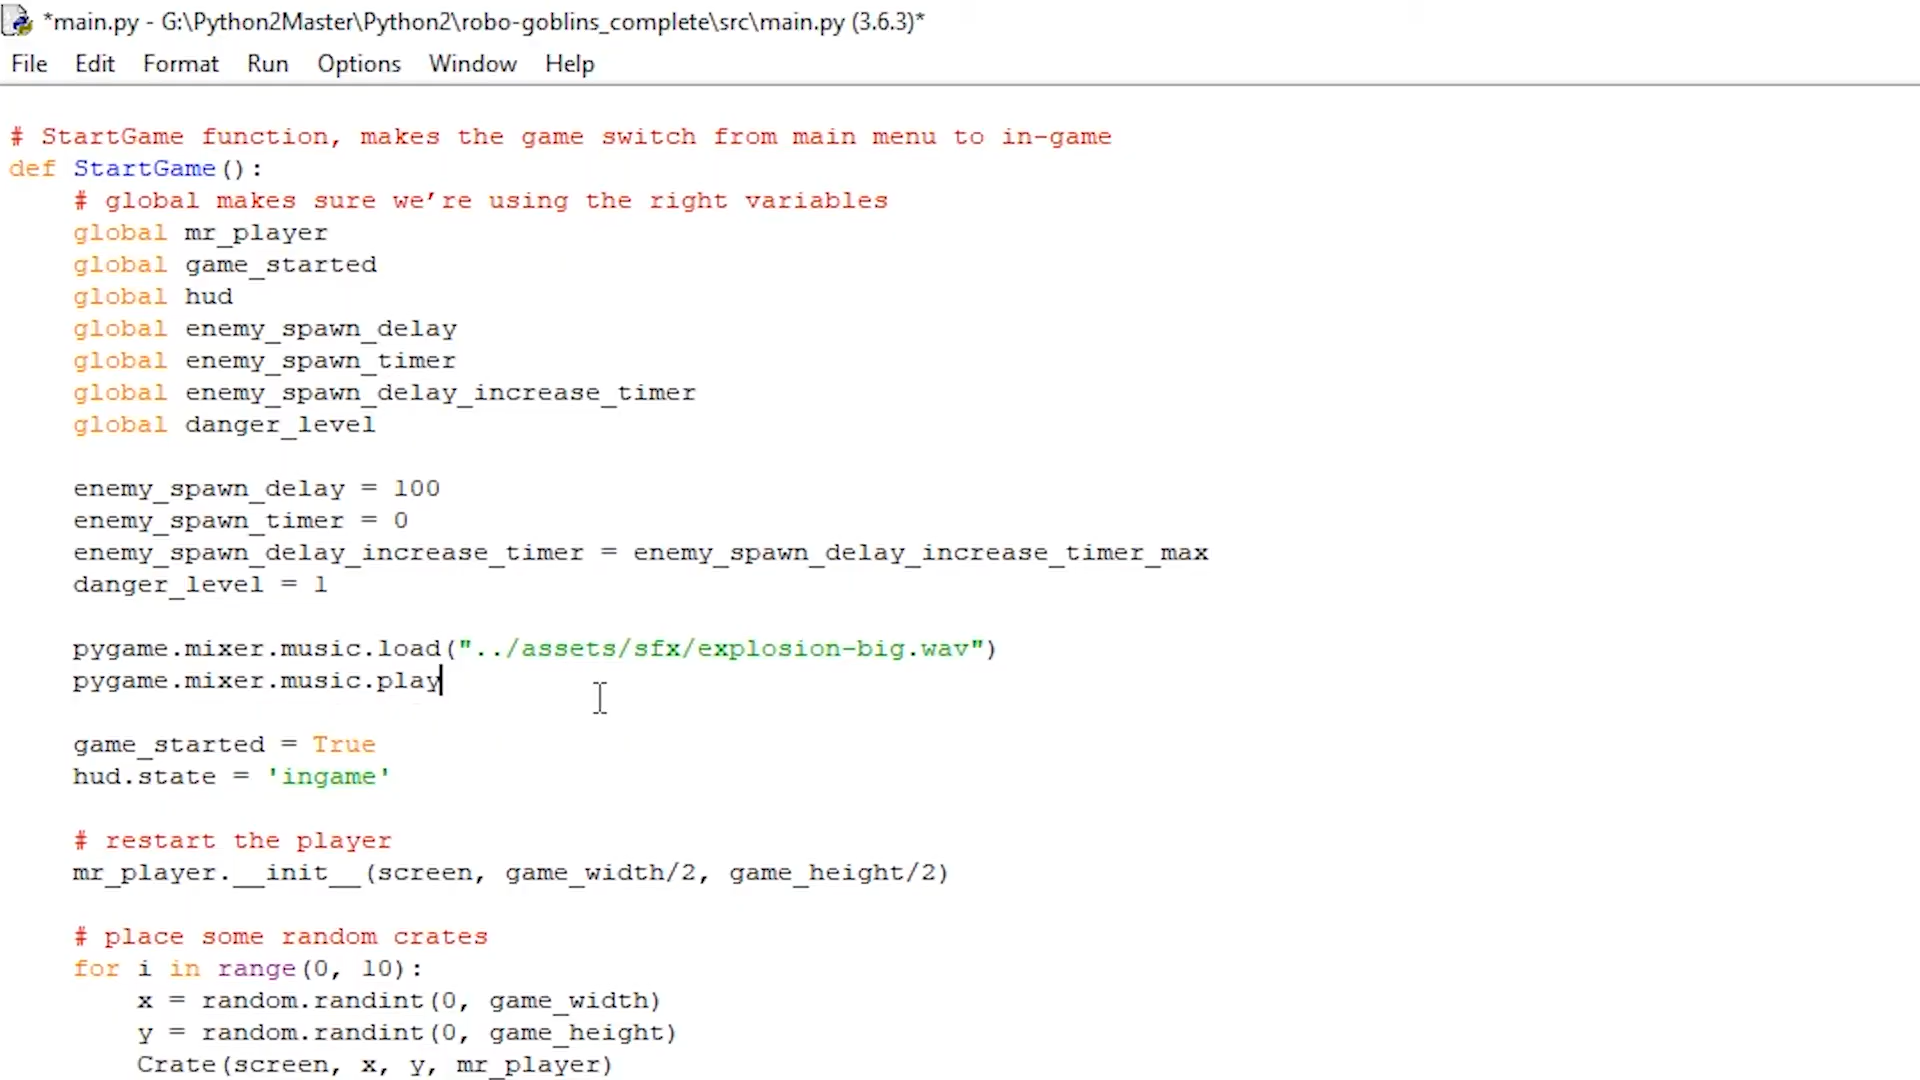 *main.py - G:\Python2Master\Python2\robo-goblins_complete\src\main.py (3.6.3)*
File Edit Format Run Options Window Help
# StartGame function, makes the game switch from main menu to in-game
def StartGame():
    # global makes sure we’re using the right variables
    global mr_player
    global game_started
    global hud
    global enemy_spawn_delay
    global enemy_spawn_timer
    global enemy_spawn_delay_increase_timer
    global danger_level
    enemy_spawn_delay = 100
    enemy_spawn_timer = 0
    enemy_spawn_delay_increase_timer = enemy_spawn_delay_increase_timer_max
    danger_level = 1
    pygame.mixer.music.load("../assets/sfx/explosion-big.wav")
    pygame.mixer.music.play
    game_started = True
    hud.state = 'ingame'
    # restart the player
    mr_player.__init__(screen, game_width/2, game_height/2)
    # place some random crates
    for i in range(0, 10):
        x = random.randint(0, game_width)
        y = random.randint(0, game_height)
        Crate(screen, x, y, mr_player)